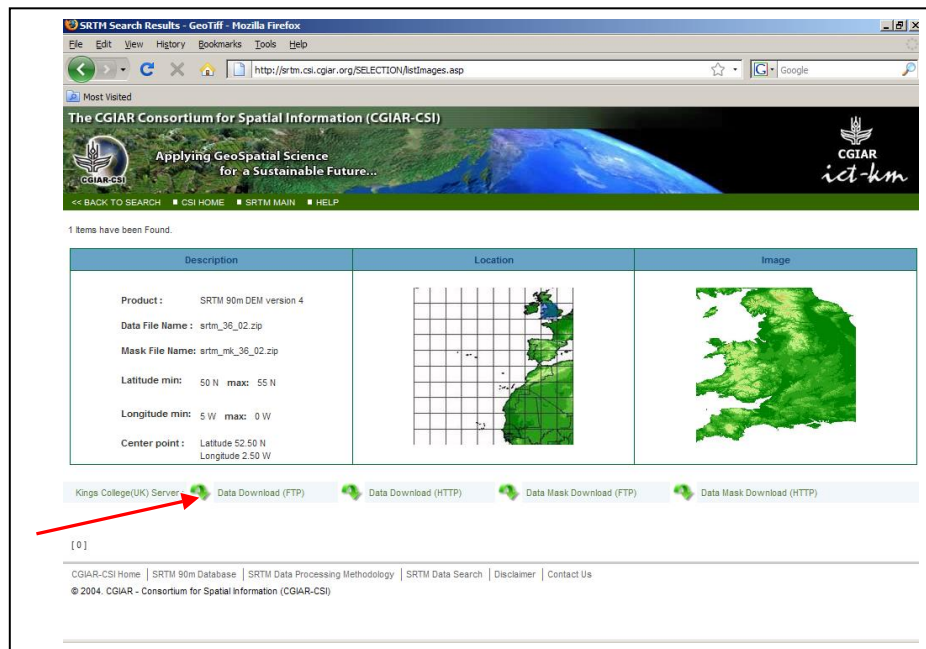 SRTM Search Results - GeoTiff - Mozilla Firefox
File Edit View History Bookmarks Tools Help
http://srtm.csi.cgiar.org/SELECTION/listImages.asp
G Google
Most Visited
The CGIAR Consortium for Spatial Information (CGIAR-CSI)
Applying GeoSpatial Science
for a Sustainable Future...
CGIAR-CSI
CGIAR
ict-km
<< BACK TO SEARCH CSI HOME SRTM MAIN HELP
1 Items have been Found.
Description Location Image
Product : SRTM 90m DEM version 4
Data File Name : srtm_36_02.zip
Mask File Name: srtm_mk_36_02.zip
Latitude min: 50 N max: 55 N
Longitude min: 5 W max: 0 W
Center point : Latitude 52.50 N
Longitude 2.50 W
Kings College(UK) Server: Data Download (FTP) Data Download (HTTP) Data Mask Download (FTP) Data Mask Download (HTTP)
[ 0 ]
CGIAR-CSI Home | SRTM 90m Database | SRTM Data Processing Methodology | SRTM Data Search | Disclaimer | Contact Us
© 2004. CGIAR - Consortium for Spatial Information (CGIAR-CSI)